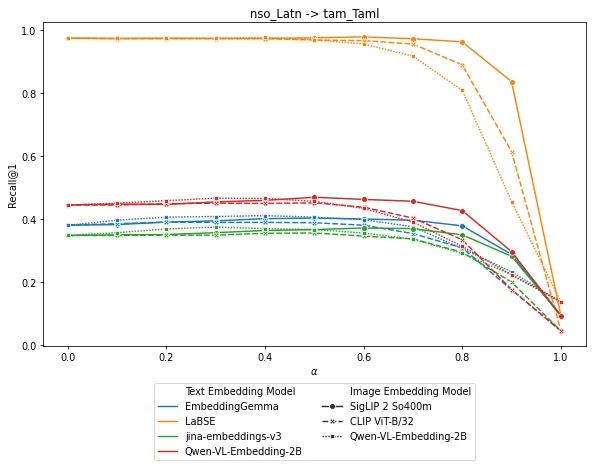 nso_Latn -> tam_Taml
Recall@1
1.0
0.8
0.6
0.4
0.2
0.0
0.0 0.2 0.4 0.6 0.8 1.0
α
Text Embedding Model Image Embedding Model
EmbeddingGemma SigLIP 2 So400m
LaBSE CLIP ViT-B/32
jina-embeddings-v3 Qwen-VL-Embedding-2B
Qwen-VL-Embedding-2B